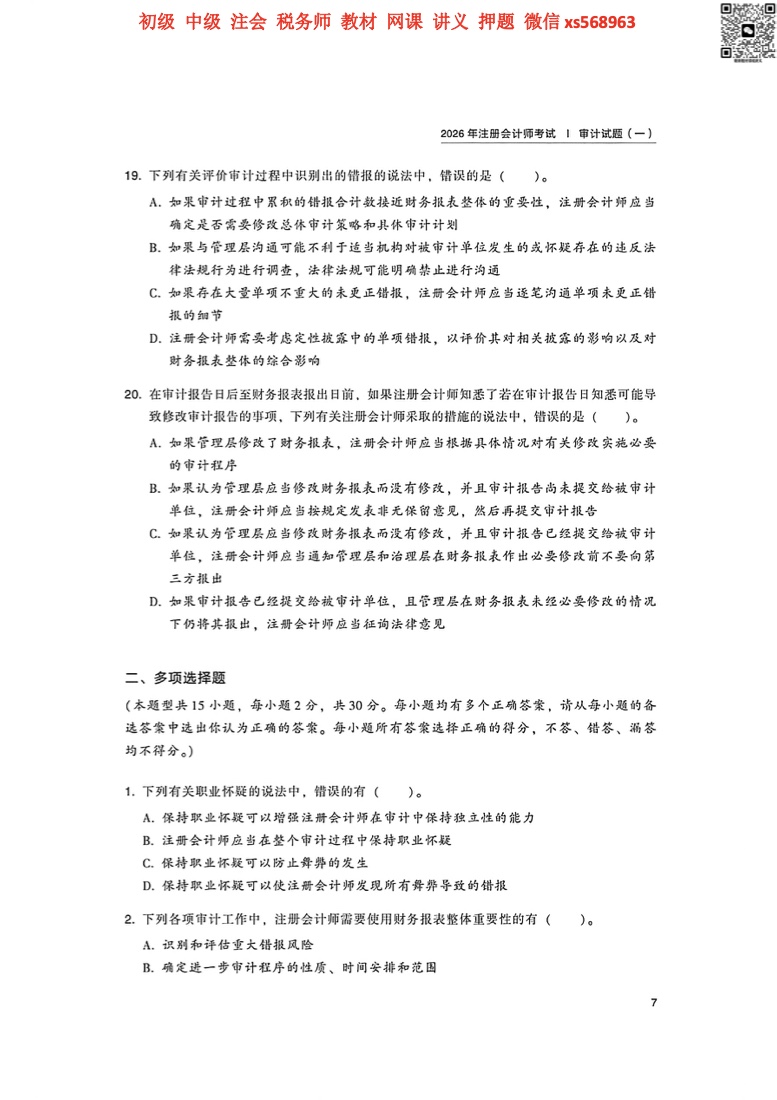 初级 中级 注会 税务师 教材 网课 讲义 押题 微信 xs568963
2026 年注册会计师考试 | 审计试题（一）
19. 下列有关评价审计过程中识别出的错报的说法中，错误的是（ ）。
A. 如果审计过程中累积的错报合计数接近财务报表整体的重要性，注册会计师应当
确定是否需要修改总体审计策略和具体审计计划
B. 如果与管理层沟通可能不利于适当机构对被审计单位发生的或怀疑存在的违反法
律法规行为进行调查，法律法规可能明确禁止进行沟通
C. 如果存在大量单项不重大的未更正错报，注册会计师应当逐笔沟通单项未更正错
报的细节
D. 注册会计师需要考虑定性披露中的单项错报，以评价其对相关披露的影响以及对
财务报表整体的综合影响
20. 在审计报告日后至财务报表报出日前，如果注册会计师知悉了若在审计报告日知悉可能导
致修改审计报告的事项，下列有关注册会计师采取的措施的说法中，错误的是（ ）。
A. 如果管理层修改了财务报表，注册会计师应当根据具体情况对有关修改实施必要
的审计程序
B. 如果认为管理层应当修改财务报表而没有修改，并且审计报告尚未提交给被审计
单位，注册会计师应当按规定发表非无保留意见，然后再提交审计报告
C. 如果认为管理层应当修改财务报表而没有修改，并且审计报告已经提交给被审计
单位，注册会计师应当通知管理层和治理层在财务报表作出必要修改前不要向第
三方报出
D. 如果审计报告已经提交给被审计单位，且管理层在财务报表未经必要修改的情况
下仍将其报出，注册会计师应当征询法律意见
二、多项选择题
（本题型共 15 小题，每小题 2 分，共 30 分。每小题均有多个正确答案，请从每小题的备
选答案中选出你认为正确的答案。每小题所有答案选择正确的得分，不答、错答、漏答
均不得分。）
1. 下列有关职业怀疑的说法中，错误的有（ ）。
A. 保持职业怀疑可以增强注册会计师在审计中保持独立性的能力
B. 注册会计师应当在整个审计过程中保持职业怀疑
C. 保持职业怀疑可以防止舞弊的发生
D. 保持职业怀疑可以使注册会计师发现所有舞弊导致的错报
2. 下列各项审计工作中，注册会计师需要使用财务报表整体重要性的有（ ）。
A. 识别和评估重大错报风险
B. 确定进一步审计程序的性质、时间安排和范围
7